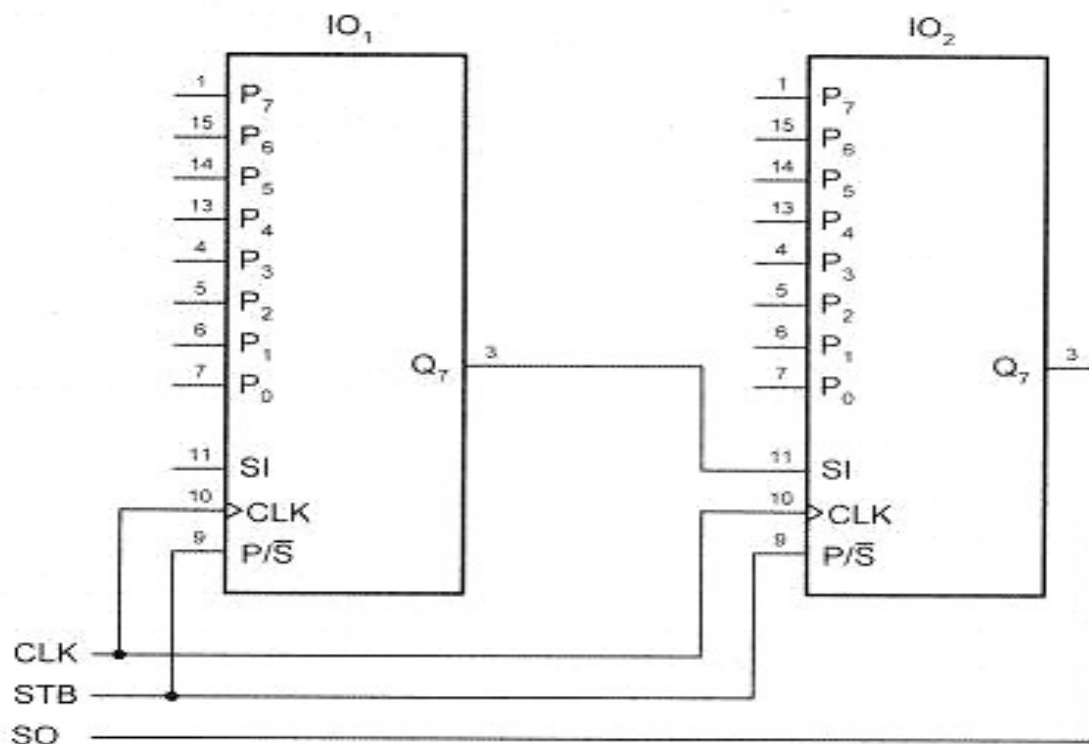 IO₁
1 P₇
15 P₆
14 P₅
13 P₄
4 P₃
5 P₂
6 P₁
7 P₀
Q₇ 3
11 SI
10 CLK
9 P/S̅
IO₂
1 P₇
15 P₆
14 P₅
13 P₄
4 P₃
5 P₂
6 P₁
7 P₀
Q₇ 3
11 SI
10 CLK
9 P/S̅
CLK
STB
SO